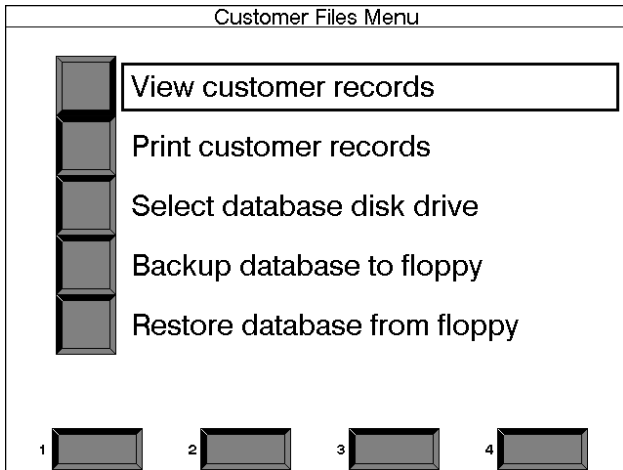 Customer Files Menu
View customer records
Print customer records
Select database disk drive
Backup database to floppy
Restore database from floppy
1 2 3 4